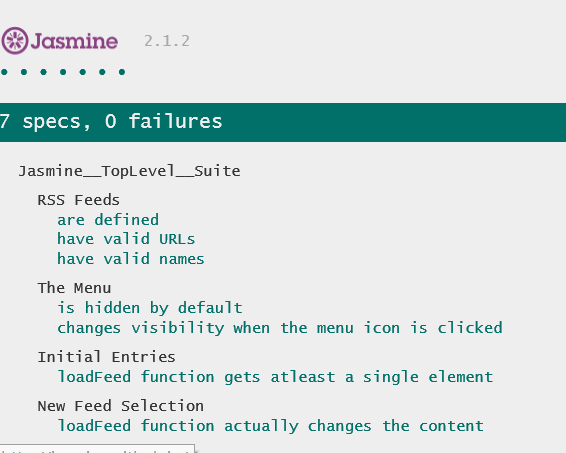 Jasmine 2.1.2
7 specs, 0 failures
Jasmine__TopLevel__Suite
RSS Feeds
are defined
have valid URLs
have valid names
The Menu
is hidden by default
changes visibility when the menu icon is clicked
Initial Entries
loadFeed function gets atleast a single element
New Feed Selection
loadFeed function actually changes the content